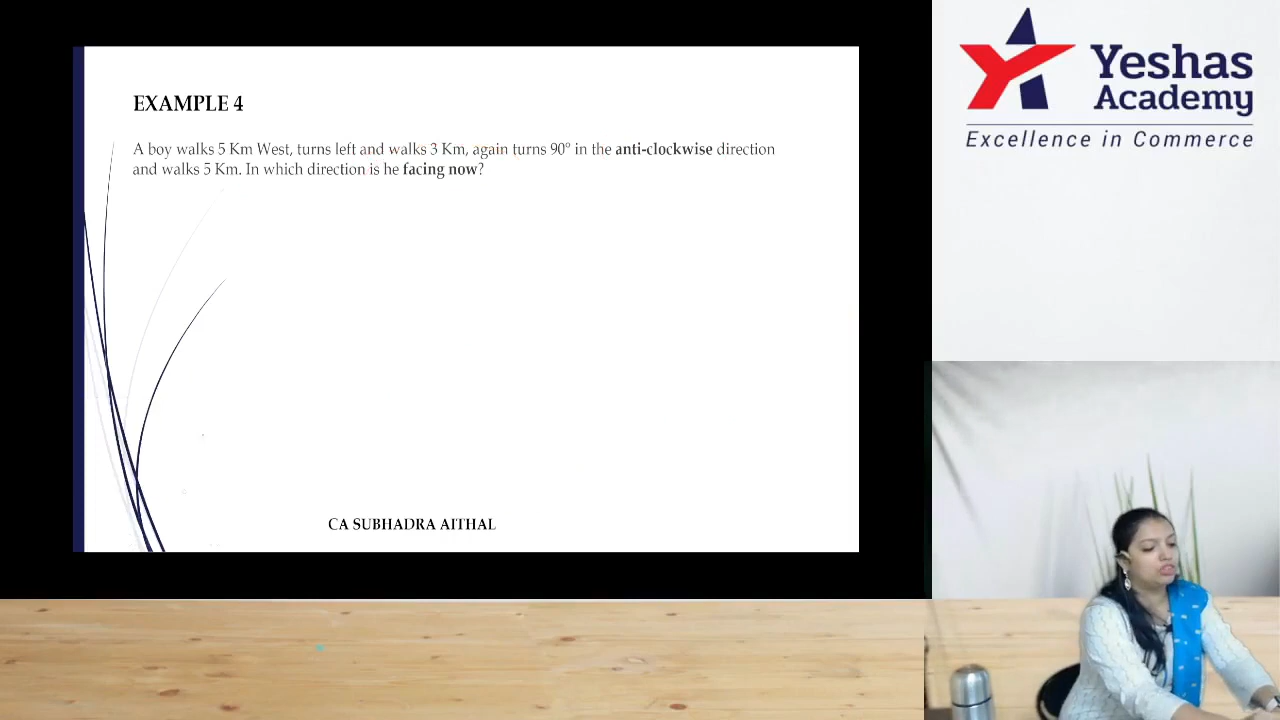 EXAMPLE 4
A boy walks 5 Km West, turns left and walks 3 Km, again turns 90° in the anti-clockwise direction
and walks 5 Km. In which direction is he facing now?
CA SUBHADRA AITHAL
Yeshas
Academy
Excellence in Commerce